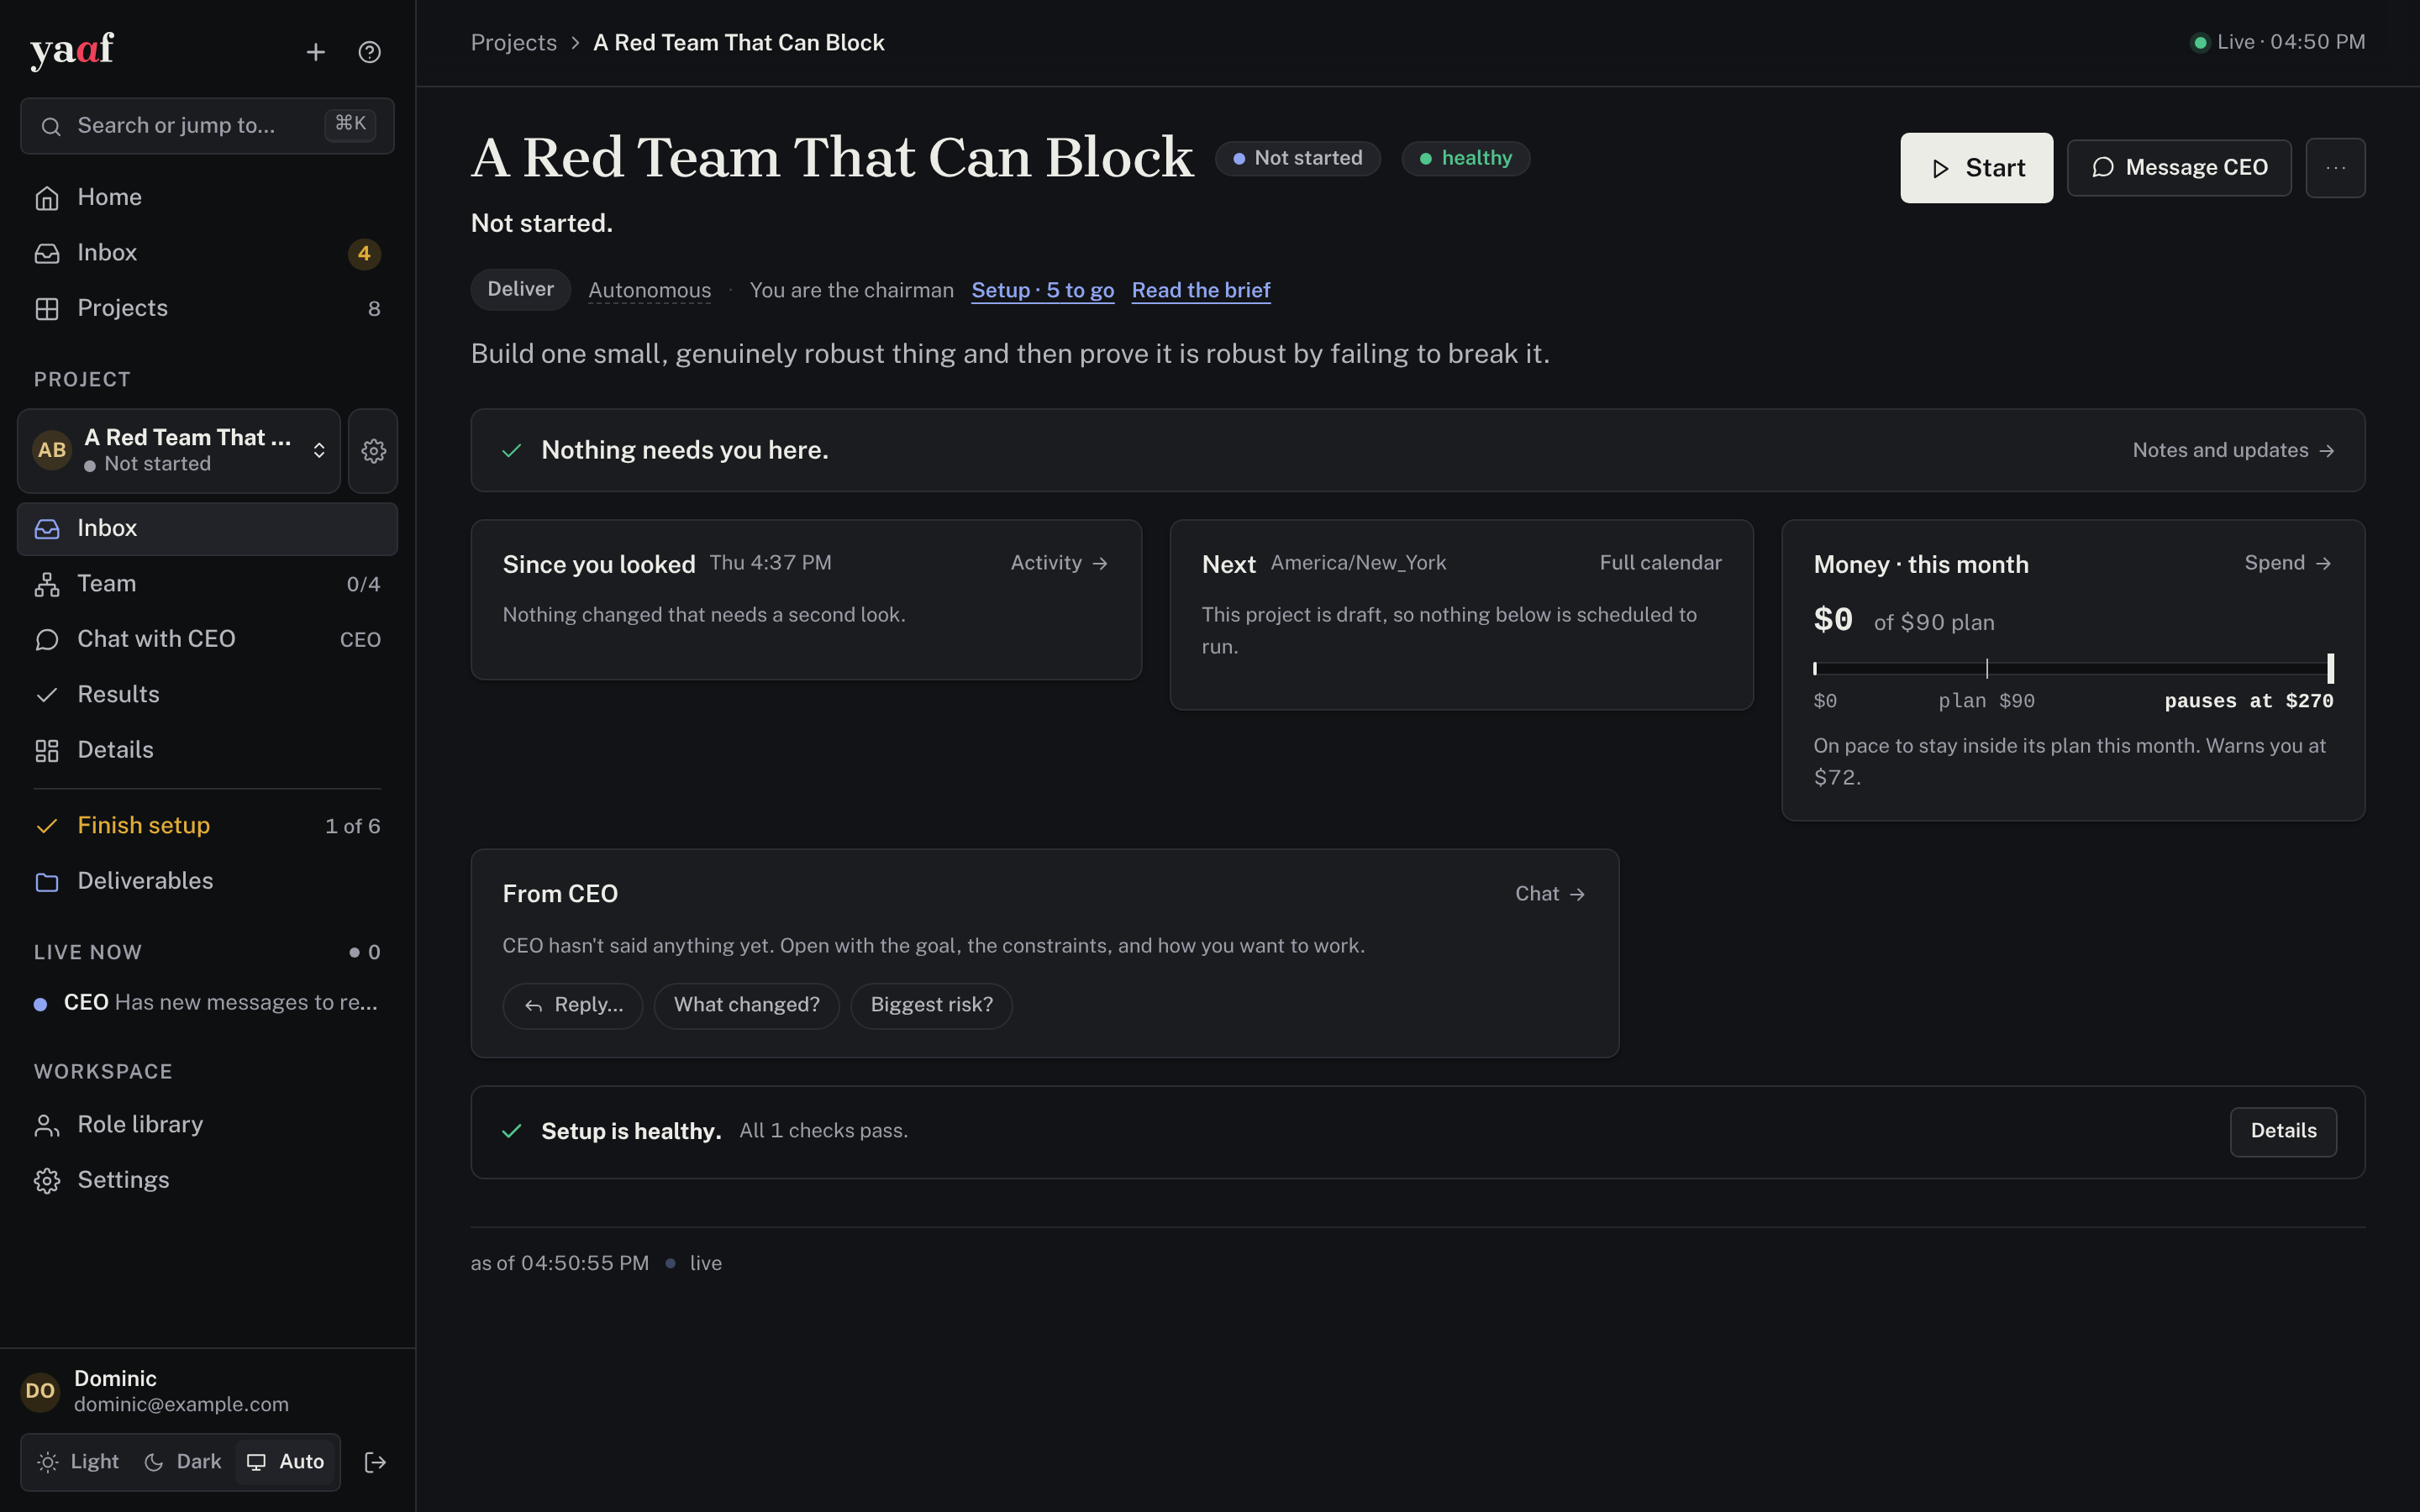 yaaf
Search or jump to... ⌘K
Home
Inbox 4
Projects 8
PROJECT
AB A Red Team That ...
Not started
Inbox
Team 0/4
Chat with CEO CEO
Results
Details
Finish setup 1 of 6
Deliverables
LIVE NOW 0
CEO Has new messages to re...
WORKSPACE
Role library
Settings
DO Dominic
dominic@example.com
Light Dark Auto
Projects > A Red Team That Can Block
Live · 04:50 PM
A Red Team That Can Block Not started healthy
Start Message CEO ...
Not started.
Deliver Autonomous · You are the chairman Setup · 5 to go Read the brief
Build one small, genuinely robust thing and then prove it is robust by failing to break it.
Nothing needs you here. Notes and updates →
Since you looked Thu 4:37 PM Activity →
Nothing changed that needs a second look.
Next America/New_York Full calendar
This project is draft, so nothing below is scheduled to
run.
Money · this month Spend →
$0 of $90 plan
$0 plan $90 pauses at $270
On pace to stay inside its plan this month. Warns you at
$72.
From CEO Chat →
CEO hasn't said anything yet. Open with the goal, the constraints, and how you want to work.
Reply... What changed? Biggest risk?
Setup is healthy. All 1 checks pass. Details
as of 04:50:55 PM live